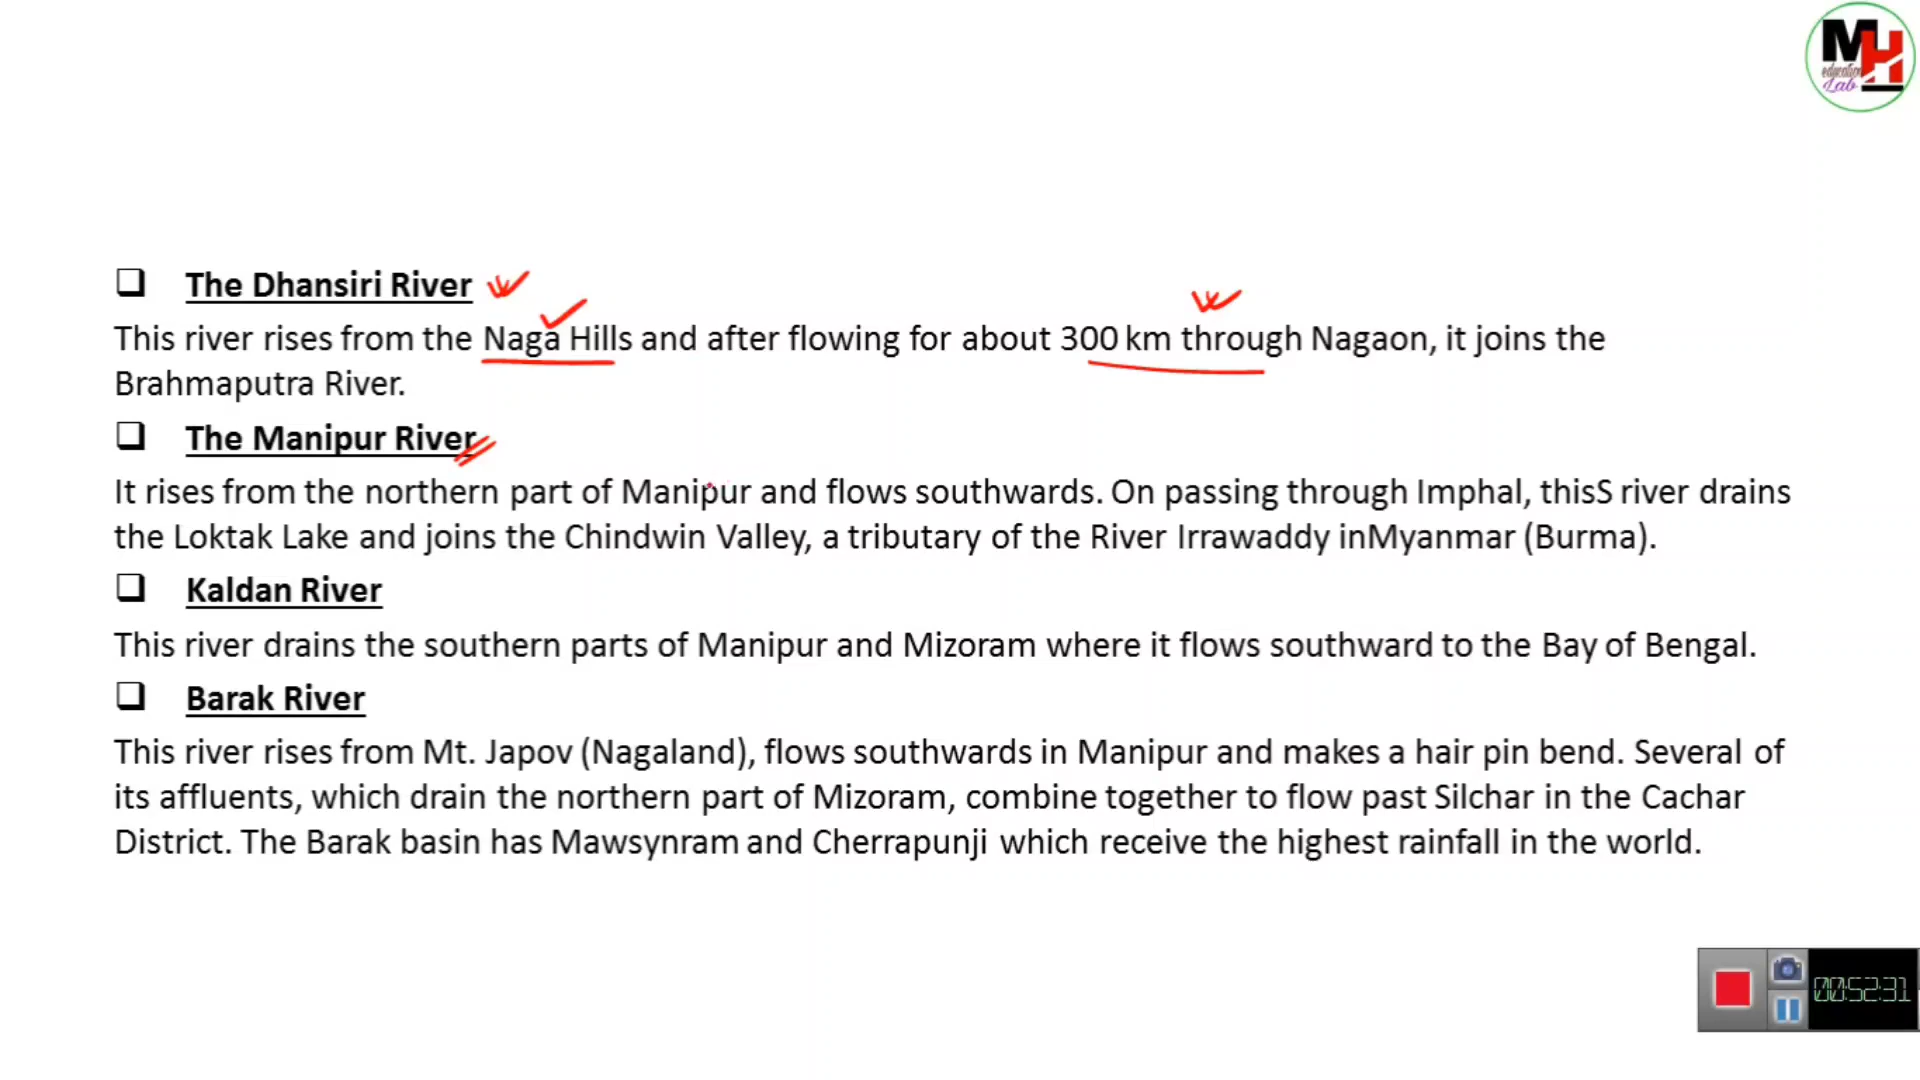 MH
education
Lab
The Dhansiri River
This river rises from the Naga Hills and after flowing for about 300 km through Nagaon, it joins the
Brahmaputra River.
The Manipur River
It rises from the northern part of Manipur and flows southwards. On passing through Imphal, thisS river drains
the Loktak Lake and joins the Chindwin Valley, a tributary of the River Irrawaddy inMyanmar (Burma).
Kaldan River
This river drains the southern parts of Manipur and Mizoram where it flows southward to the Bay of Bengal.
Barak River
This river rises from Mt. Japov (Nagaland), flows southwards in Manipur and makes a hair pin bend. Several of
its affluents, which drain the northern part of Mizoram, combine together to flow past Silchar in the Cachar
District. The Barak basin has Mawsynram and Cherrapunji which receive the highest rainfall in the world.
00:52:31